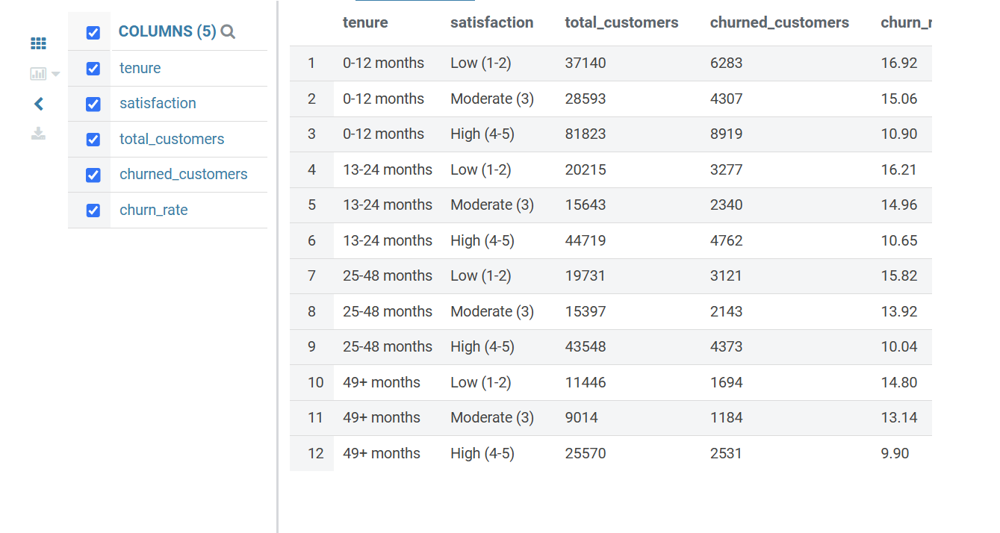 COLUMNS (5)
tenure
satisfaction
total_customers
churned_customers
churn_rate
tenure satisfaction total_customers churned_customers churn_r
1 0-12 months Low (1-2) 37140 6283 16.92
2 0-12 months Moderate (3) 28593 4307 15.06
3 0-12 months High (4-5) 81823 8919 10.90
4 13-24 months Low (1-2) 20215 3277 16.21
5 13-24 months Moderate (3) 15643 2340 14.96
6 13-24 months High (4-5) 44719 4762 10.65
7 25-48 months Low (1-2) 19731 3121 15.82
8 25-48 months Moderate (3) 15397 2143 13.92
9 25-48 months High (4-5) 43548 4373 10.04
10 49+ months Low (1-2) 11446 1694 14.80
11 49+ months Moderate (3) 9014 1184 13.14
12 49+ months High (4-5) 25570 2531 9.90